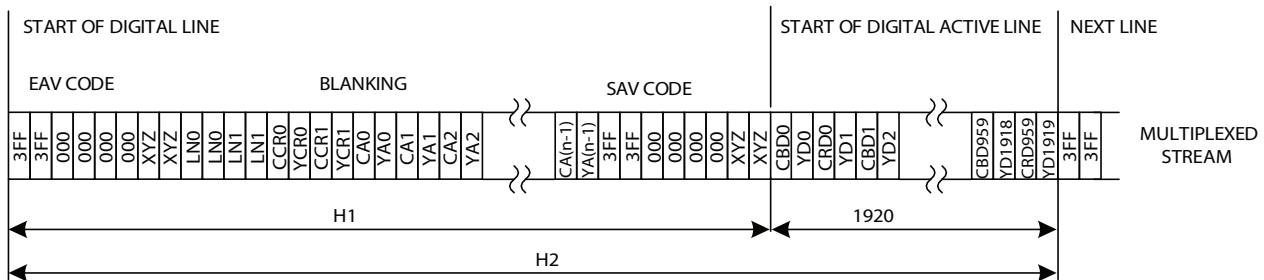 START OF DIGITAL LINE
START OF DIGITAL ACTIVE LINE
NEXT LINE
EAV CODE
BLANKING
SAV CODE
3FF
3FF
000
000
000
000
XYZ
XYZ
LN0
LN0
LN1
LN1
CCR0
YCR0
CCR1
YCR1
CA0
YA0
CA1
YA1
CA2
YA2
CA(n-1)
YA(n-1)
3FF
3FF
000
000
000
000
XYZ
XYZ
CBD0
YD0
CRD0
YD1
CBD1
YD2
CBD959
YD1918
CRD959
YD1919
3FF
3FF
MULTIPLEXED
STREAM
H1
1920
H2